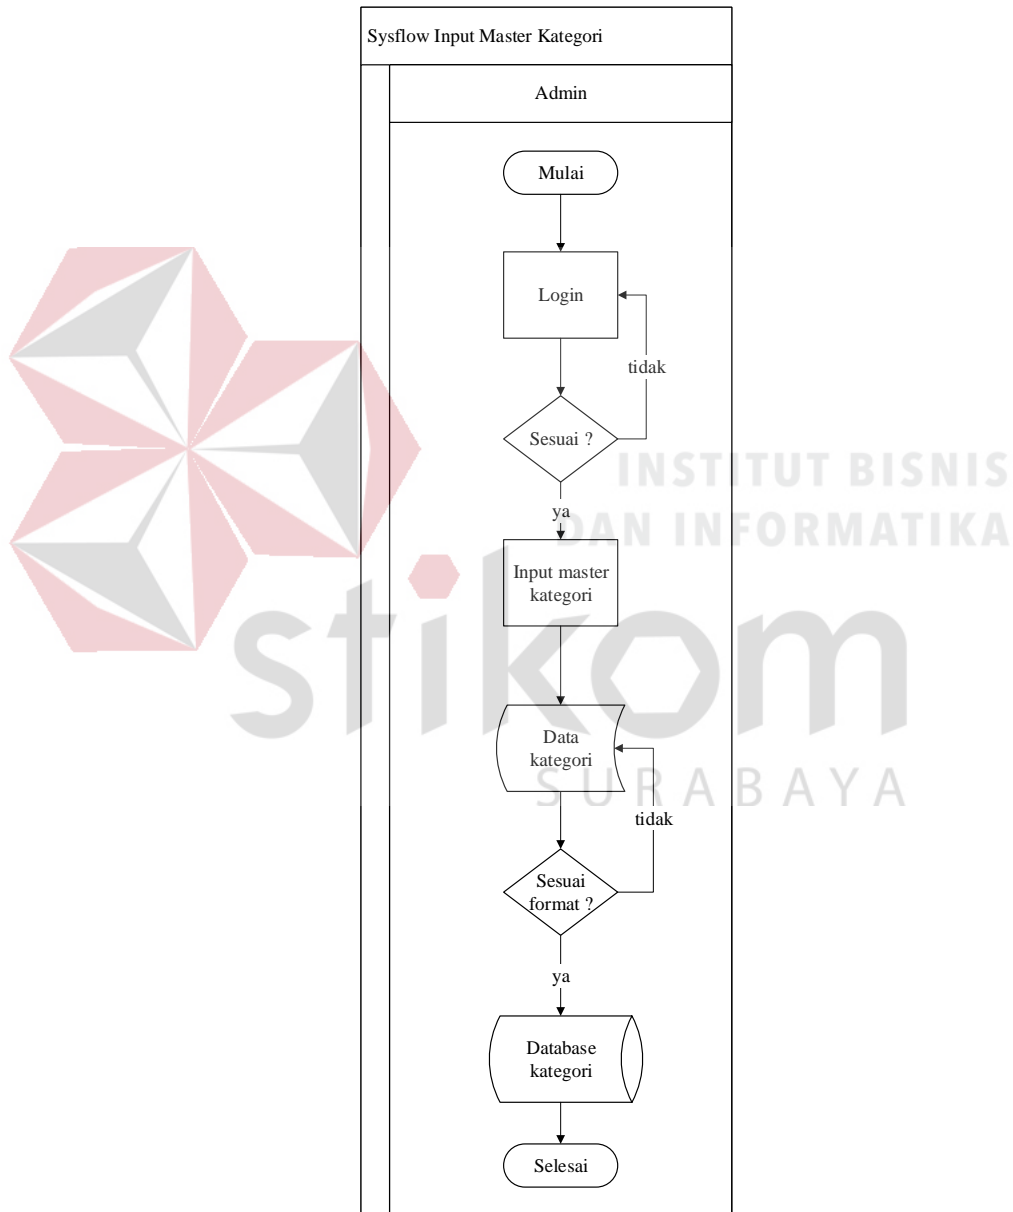 Sysflow Input Master Kategori
Admin
Mulai
Login
tidak
Sesuai ?
ya
Input master
kategori
Data
kategori
tidak
Sesuai
format ?
ya
Database
kategori
Selesai
INSTITUT BISNIS
DAN INFORMATIKA
stikom
SURABAYA